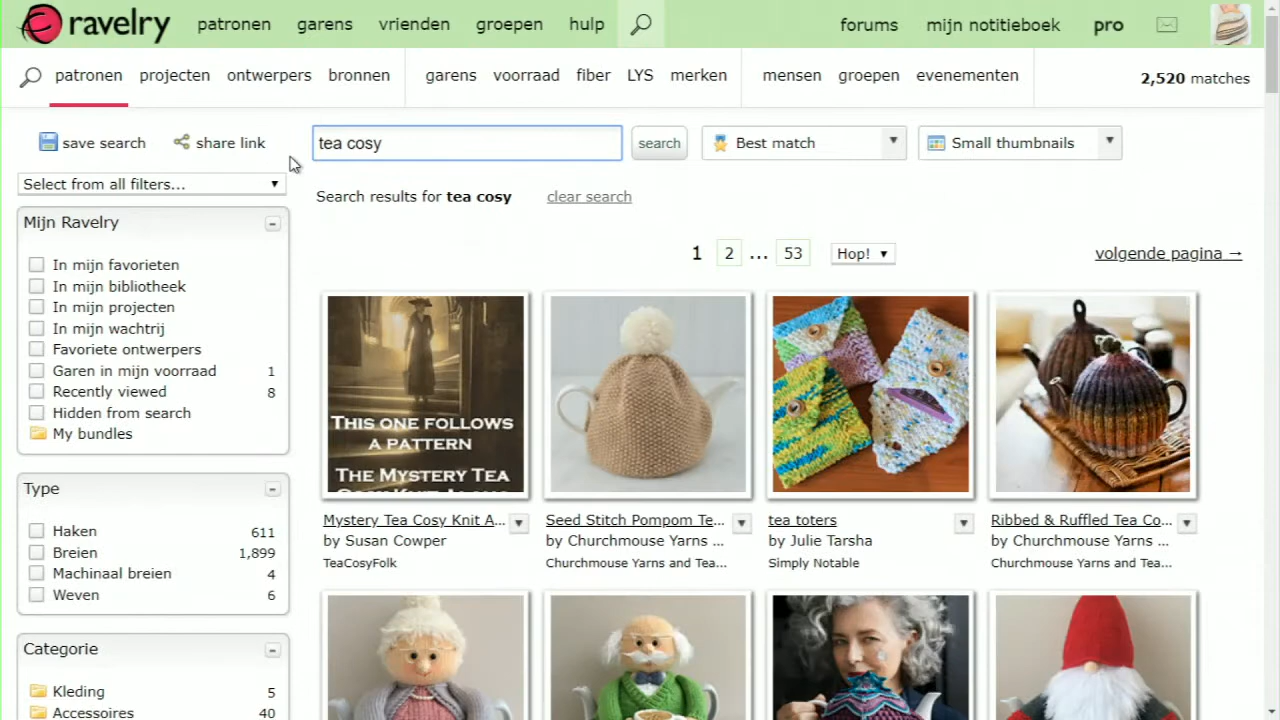 ravelry patronen garens vrienden groepen hulp forums mijn notitieboek pro
patronen projecten ontwerpers bronnen garens voorraad fiber LYS merken mensen groepen evenementen 2,520 matches
save search share link tea cosy search Best match Small thumbnails
Select from all filters...
Search results for tea cosy clear search
Mijn Ravelry
1 2 ... 53 Hop! volgende pagina →
In mijn favorieten
In mijn bibliotheek
In mijn projecten
In mijn wachtrij
Favoriete ontwerpers
Garen in mijn voorraad 1
Recently viewed 8
Hidden from search
My bundles
THIS ONE FOLLOWS
A PATTERN
THE MYSTERY TEA
COSY KNIT ALONG
Type
Haken 611
Breien 1,899
Machinaal breien 4
Weven 6
Mystery Tea Cosy Knit A...
by Susan Cowper
TeaCosyFolk
Seed Stitch Pompom Te...
by Churchmouse Yarns ...
Churchmouse Yarns and Tea...
tea toters
by Julie Tarsha
Simply Notable
Ribbed & Ruffled Tea Co...
by Churchmouse Yarns ...
Churchmouse Yarns and Tea...
Categorie
Kleding 5
Accessoires 40